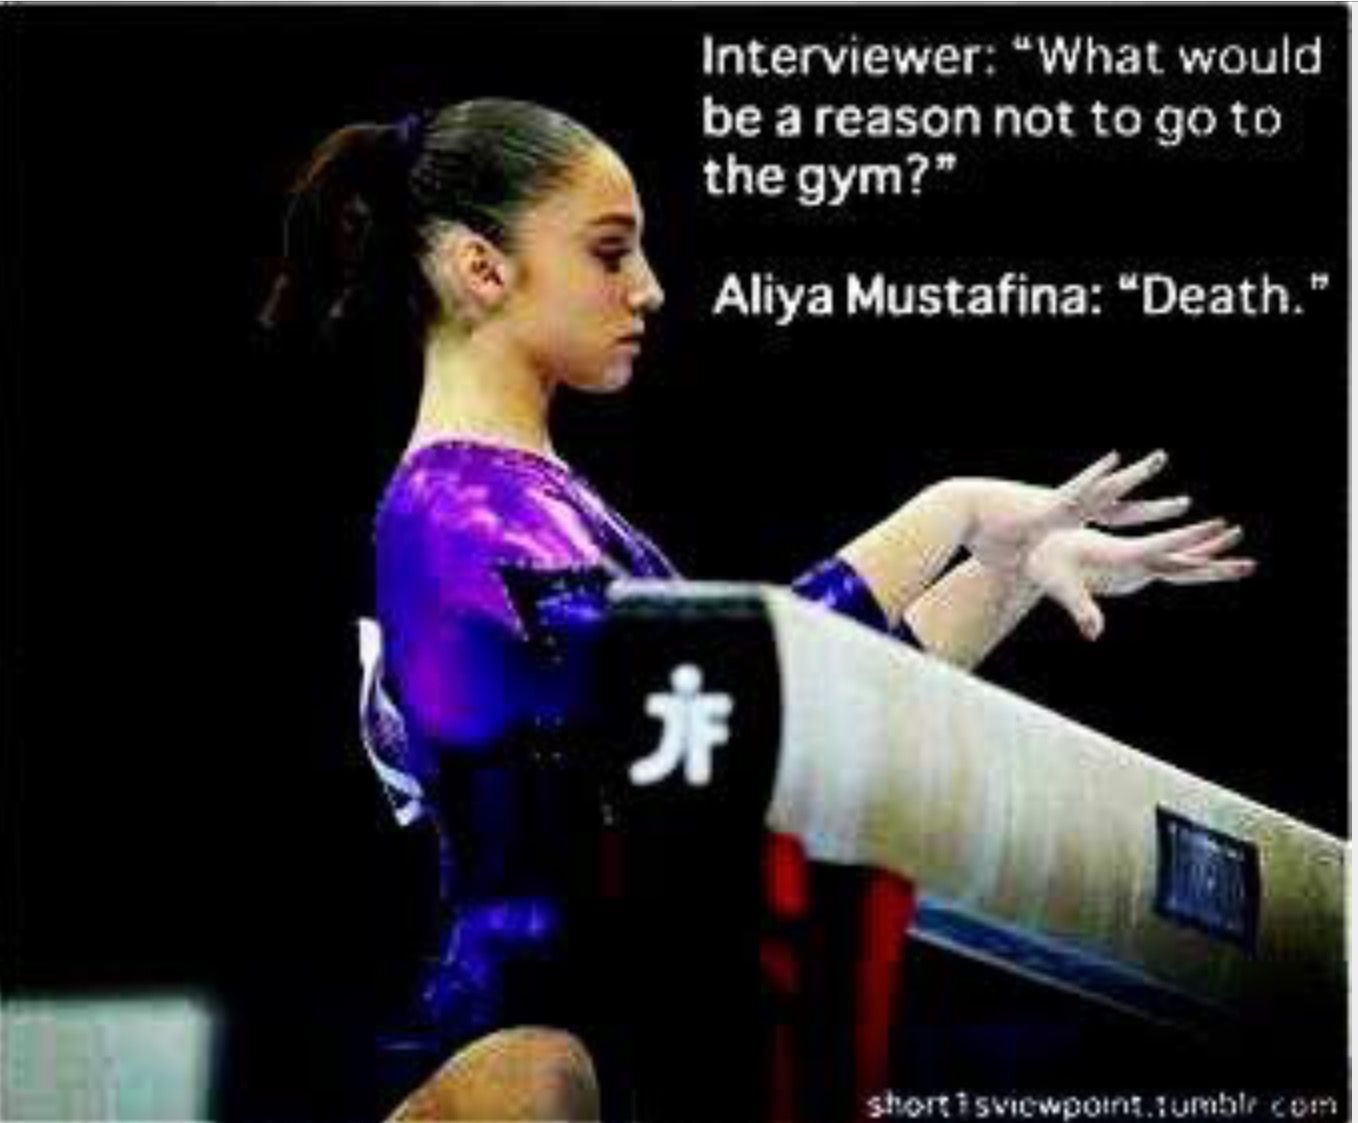 Interviewer: “What would
be a reason not to go to
the gym?”
Aliya Mustafina: “Death.”
JF
short1sviewpoint.tumblr.com